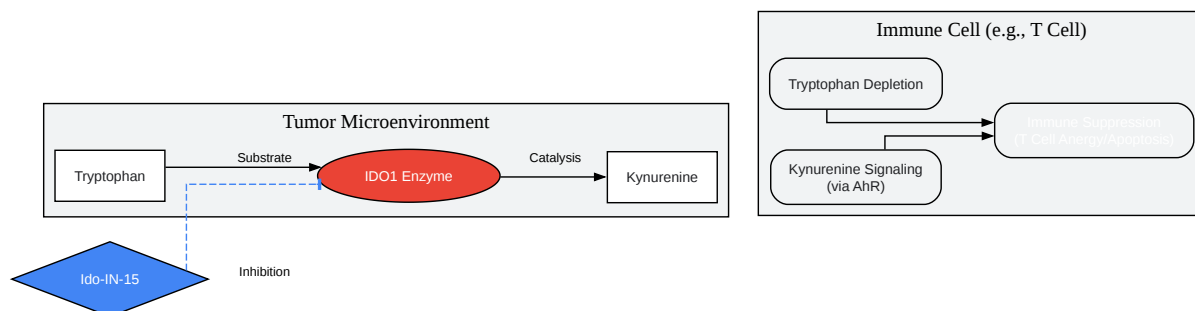 Immune Cell (e.g., T Cell)
Tryptophan Depletion
Immune Suppression
(T Cell Anergy/Apoptosis)
Kynurenine Signaling
(via AhR)
Tumor Microenvironment
Substrate
Catalysis
Tryptophan
IDO1 Enzyme
Kynurenine
Ido-IN-15
Inhibition